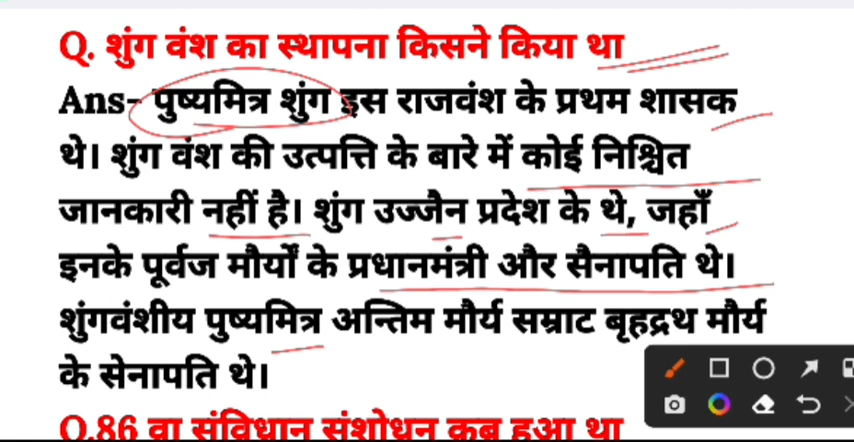 Q. शुंग वंश का स्थापना किसने किया था
Ans- पुष्यमित्र शुंग इस राजवंश के प्रथम शासक
थे। शुंग वंश की उत्पत्ति के बारे में कोई निश्चित
जानकारी नहीं है। शुंग उज्जैन प्रदेश के थे, जहाँ
इनके पूर्वज मौर्यों के प्रधानमंत्री और सैनापति थे।
शुंगवंशीय पुष्यमित्र अन्तिम मौर्य सम्राट बृहद्रथ मौर्य
के सेनापति थे।
Q.86 वा संविधान संशोधन कब हुआ था